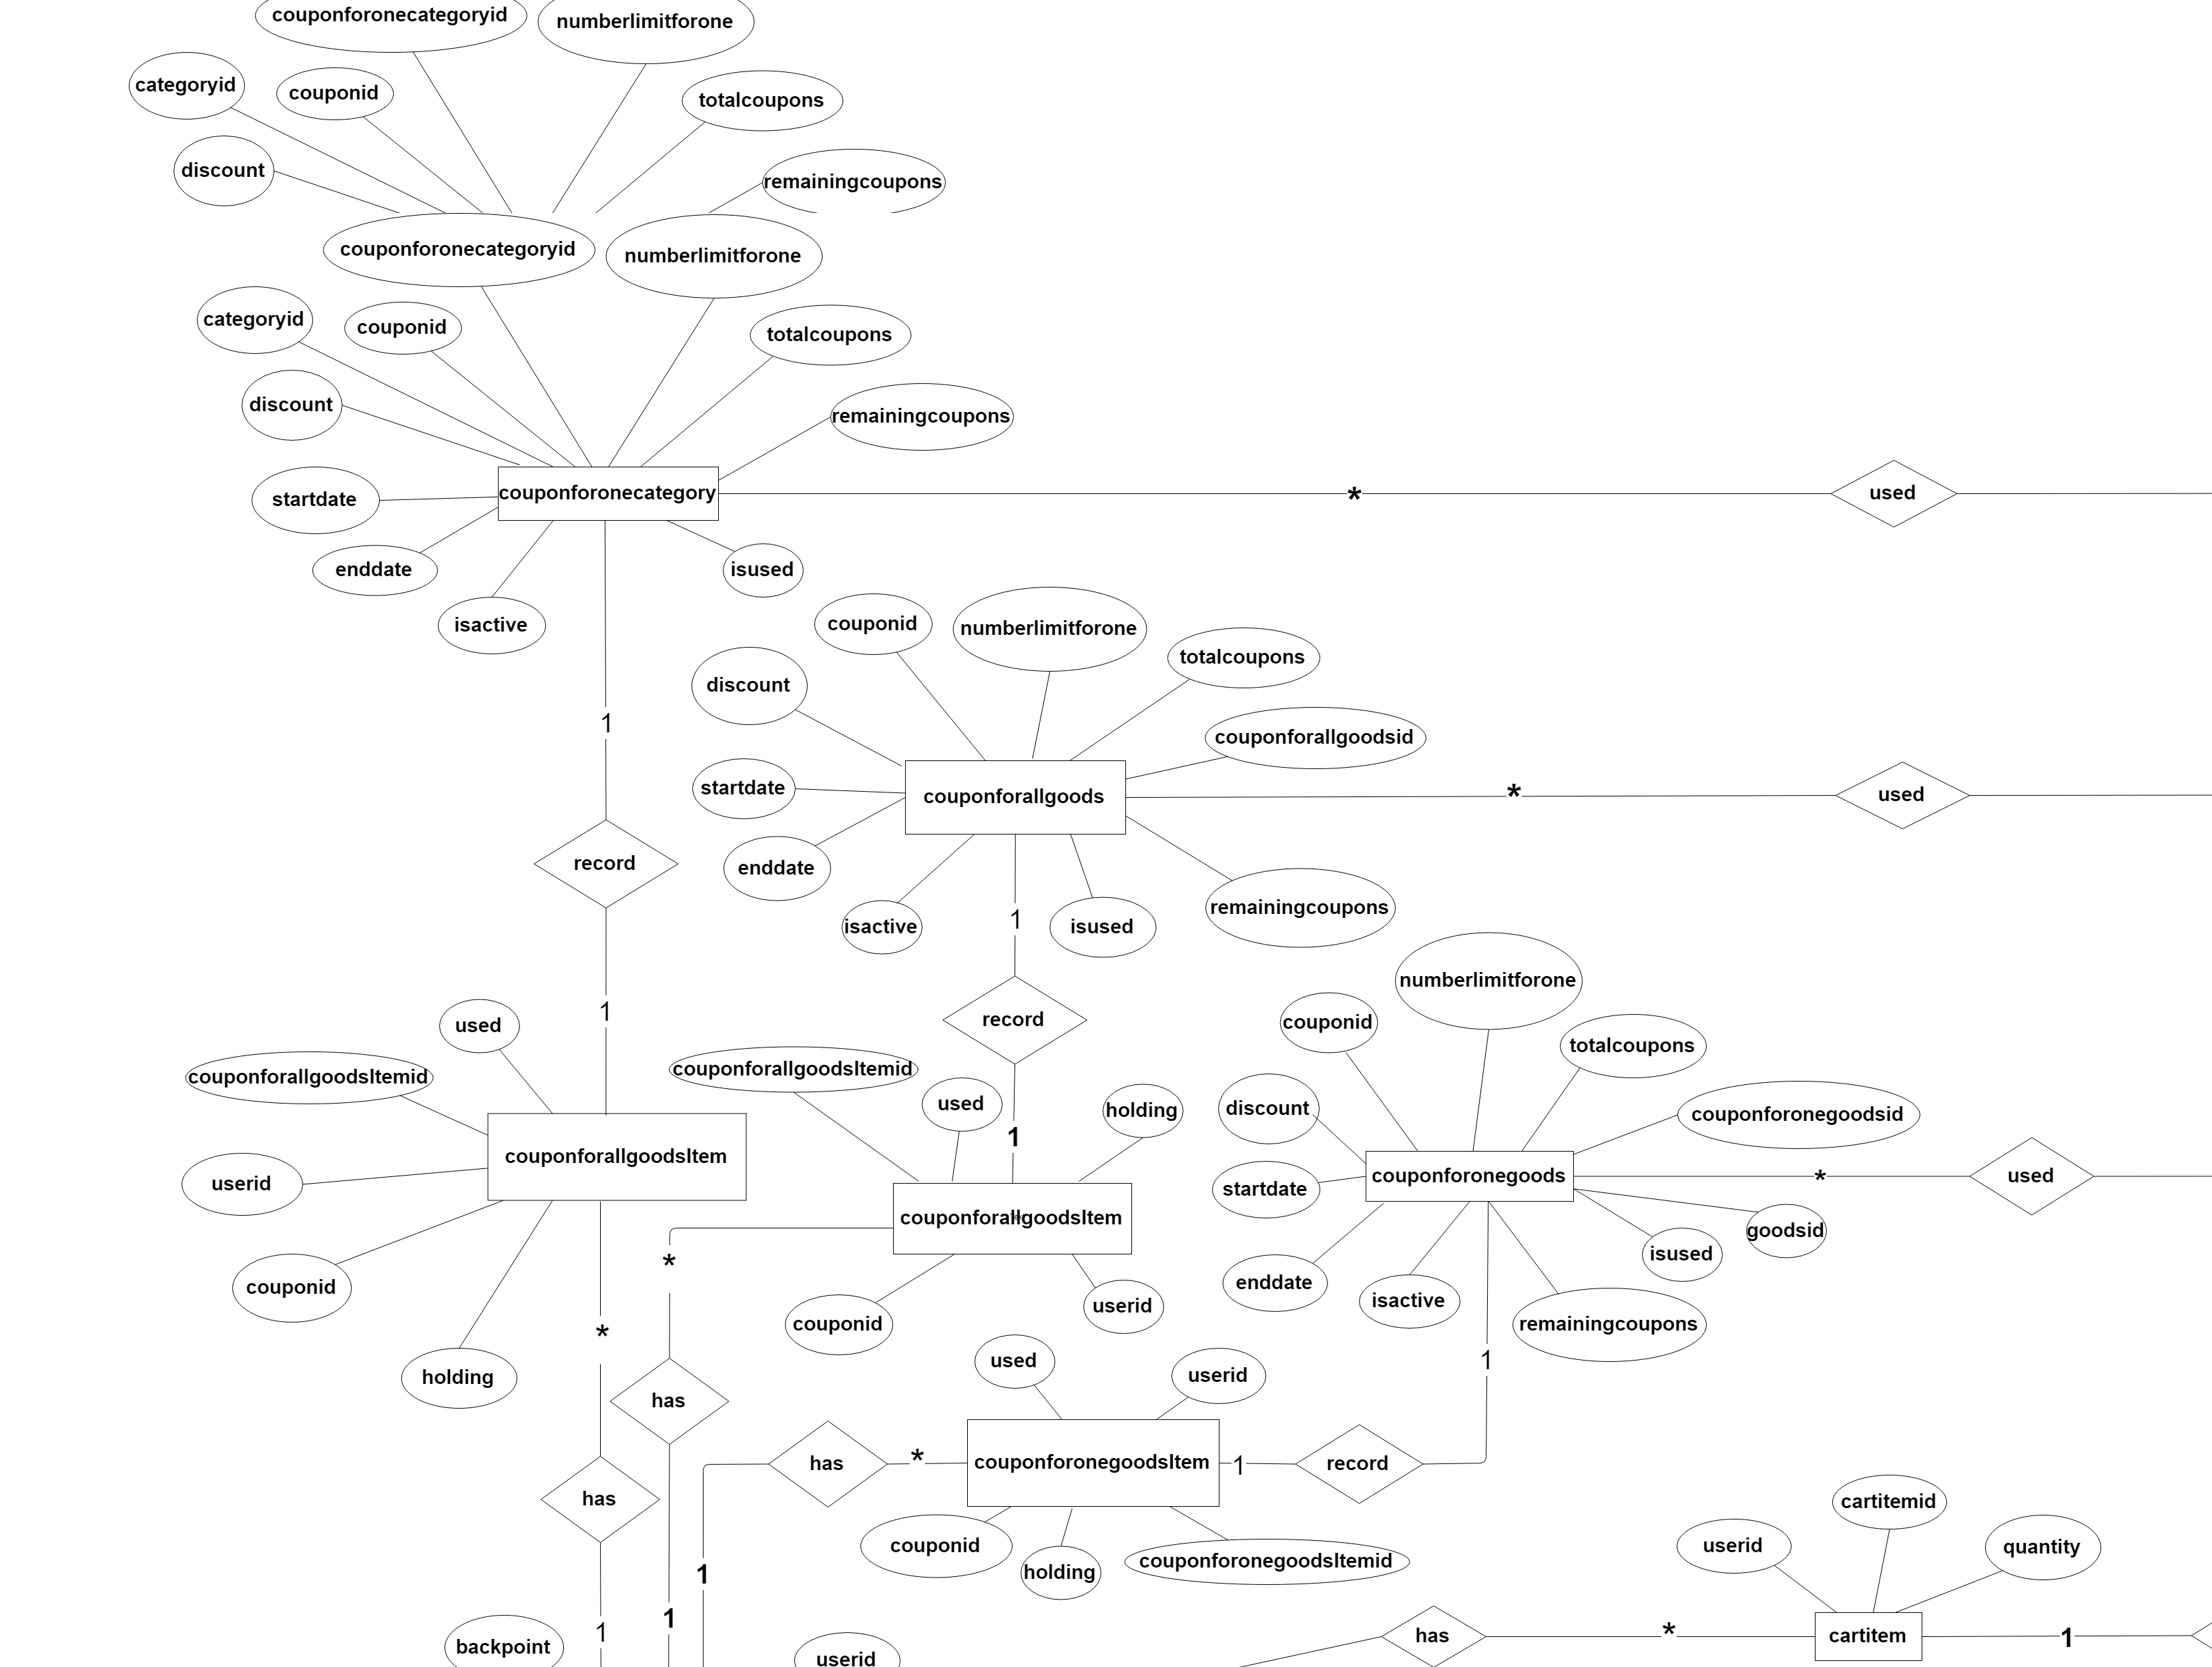 couponforonecategoryid
numberlimitforone
categoryid
couponid
totalcoupons
discount
remainingcoupons
couponforonecategoryid
numberlimitforone
categoryid
couponid
totalcoupons
discount
remainingcoupons
startdate
couponforonecategory
*
used
enddate
isused
isactive
couponid
numberlimitforone
totalcoupons
discount
1
couponforallgoodsid
startdate
couponforallgoods
*
used
record
enddate
isactive
1
isused
remainingcoupons
numberlimitforone
1
used
record
couponid
totalcoupons
couponforallgoodsItemid
couponforallgoodsItemid
used
holding
discount
couponforonegoodsid
1
couponforallgoodsItem
userid
startdate
couponforonegoods
*
used
couponforallgoodsItem
goodsid
*
isused
couponid
enddate
isactive
userid
couponid
remainingcoupons
*
holding
used
userid
1
has
has
*
couponforonegoodsItem
1
record
has
couponid
holding
couponforonegoodsItemid
cartitemid
userid
quantity
1
1
1
backpoint
userid
has
*
cartitem
1